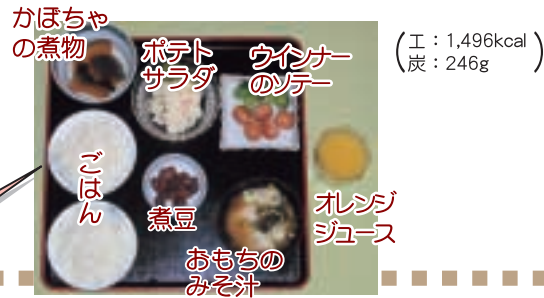 かぼちゃ
の煮物
ポテト
サラダ
ウインナー
のソテー
ごはん
煮豆
おもちの
みそ汁
オレンジ
ジュース
エ：1,496kcal
炭：246g